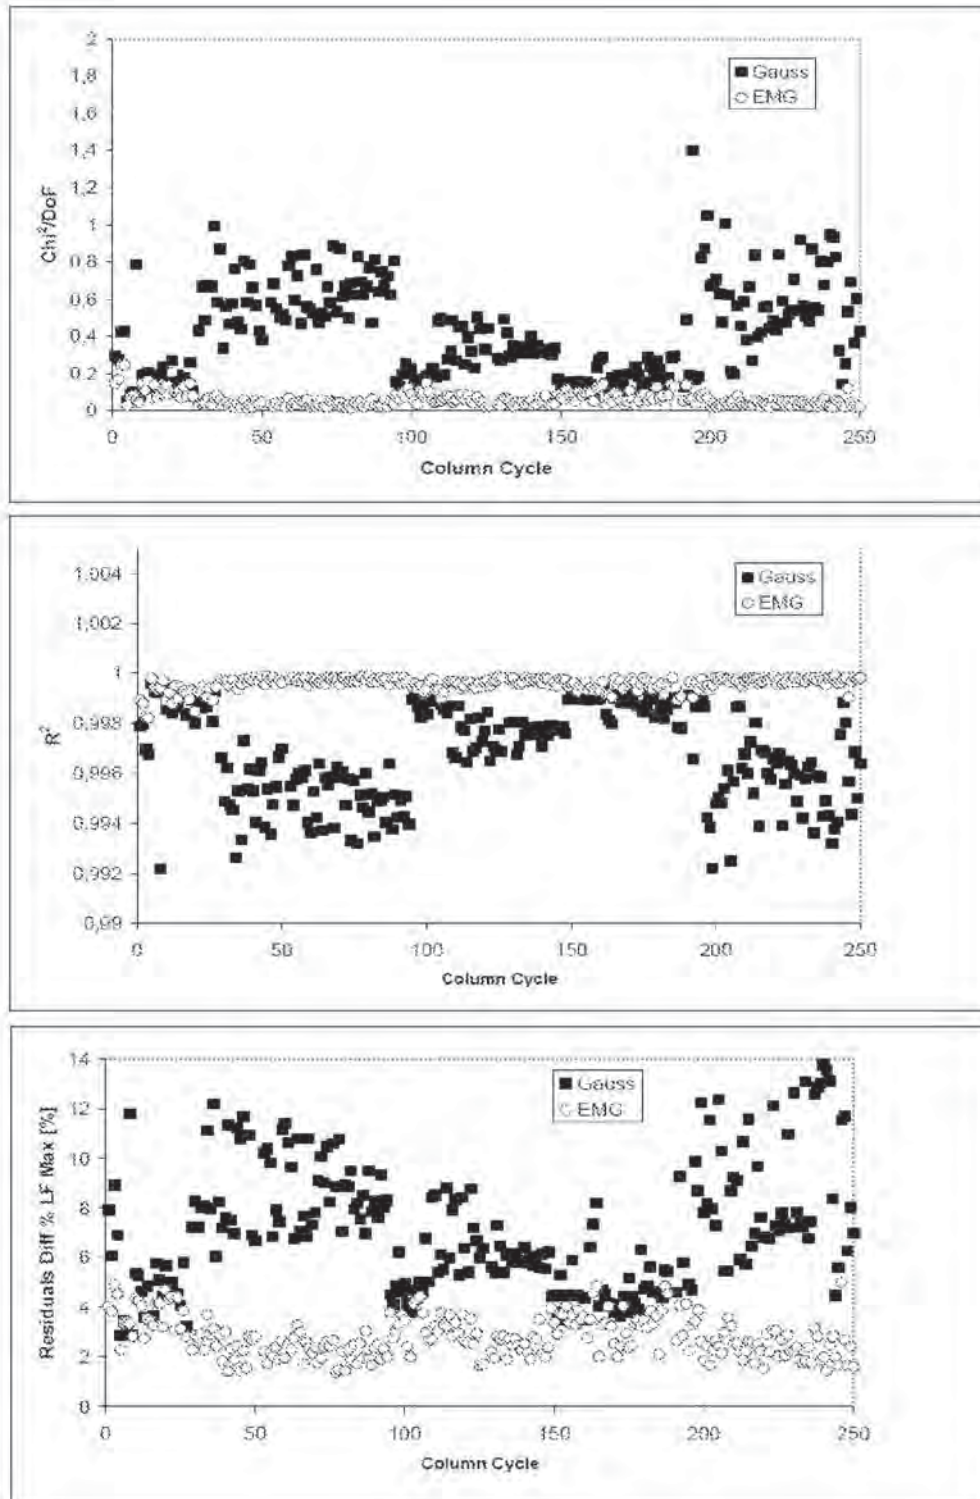 2
1,8
1,6
1,4
1,2
1
0,8
0,6
0,4
0,2
0
Chi²/DoF
Gauss
EMG
0 50 100 150 200 250
Column Cycle
1,004
1,002
1
0,998
0,996
0,994
0,992
0,99
R²
Gauss
EMG
0 50 100 150 200 250
Column Cycle
14
12
10
8
6
4
2
0
Residuals Diff % LF Max [%]
Gauss
EMG
0 50 100 150 200 250
Column Cycle